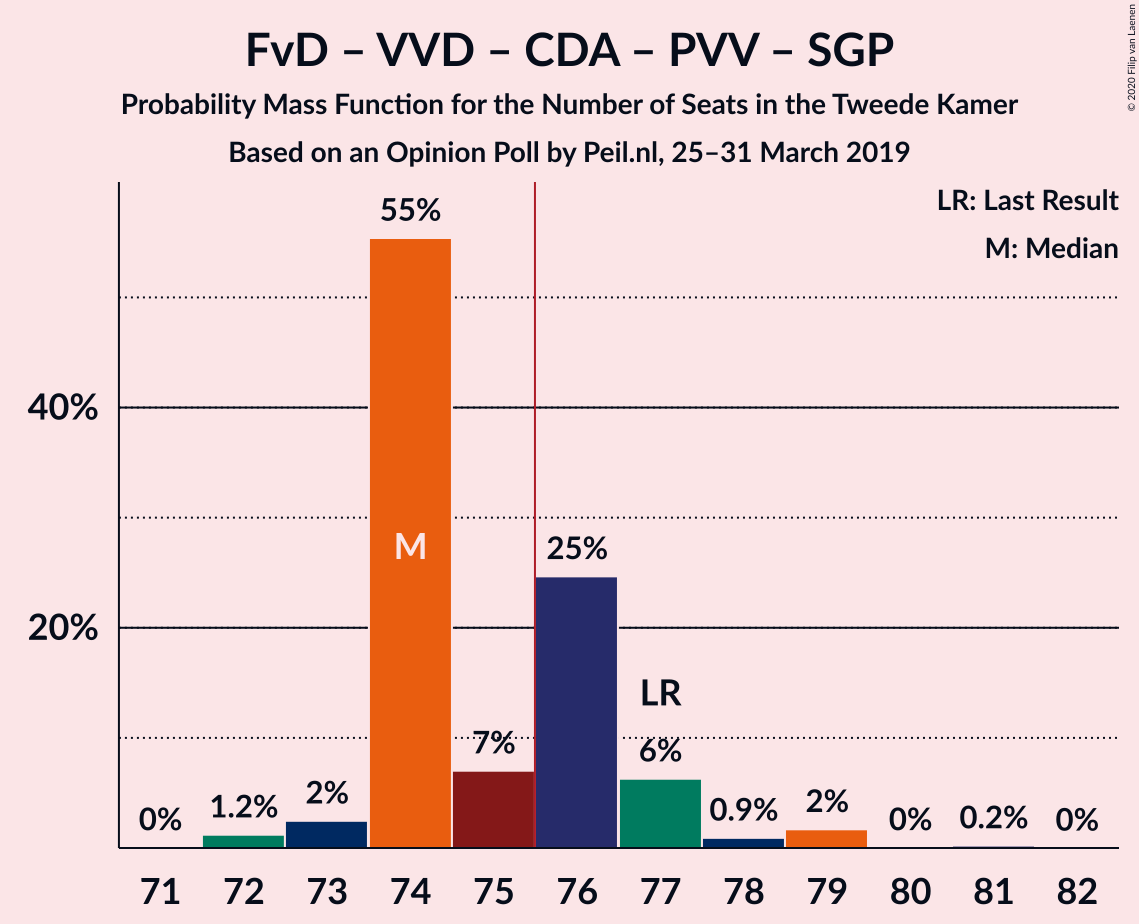 FvD – VVD – CDA – PVV – SGP
Probability Mass Function for the Number of Seats in the Tweede Kamer
Based on an Opinion Poll by Peil.nl, 25–31 March 2019
© 2020 Filip van Laenen
LR: Last Result
M: Median
55%
40%
M
25%
20%
LR
7%
6%
0%
1.2%
2%
0.9%
2%
0%
0.2%
0%
71 72 73 74 75 76 77 78 79 80 81 82